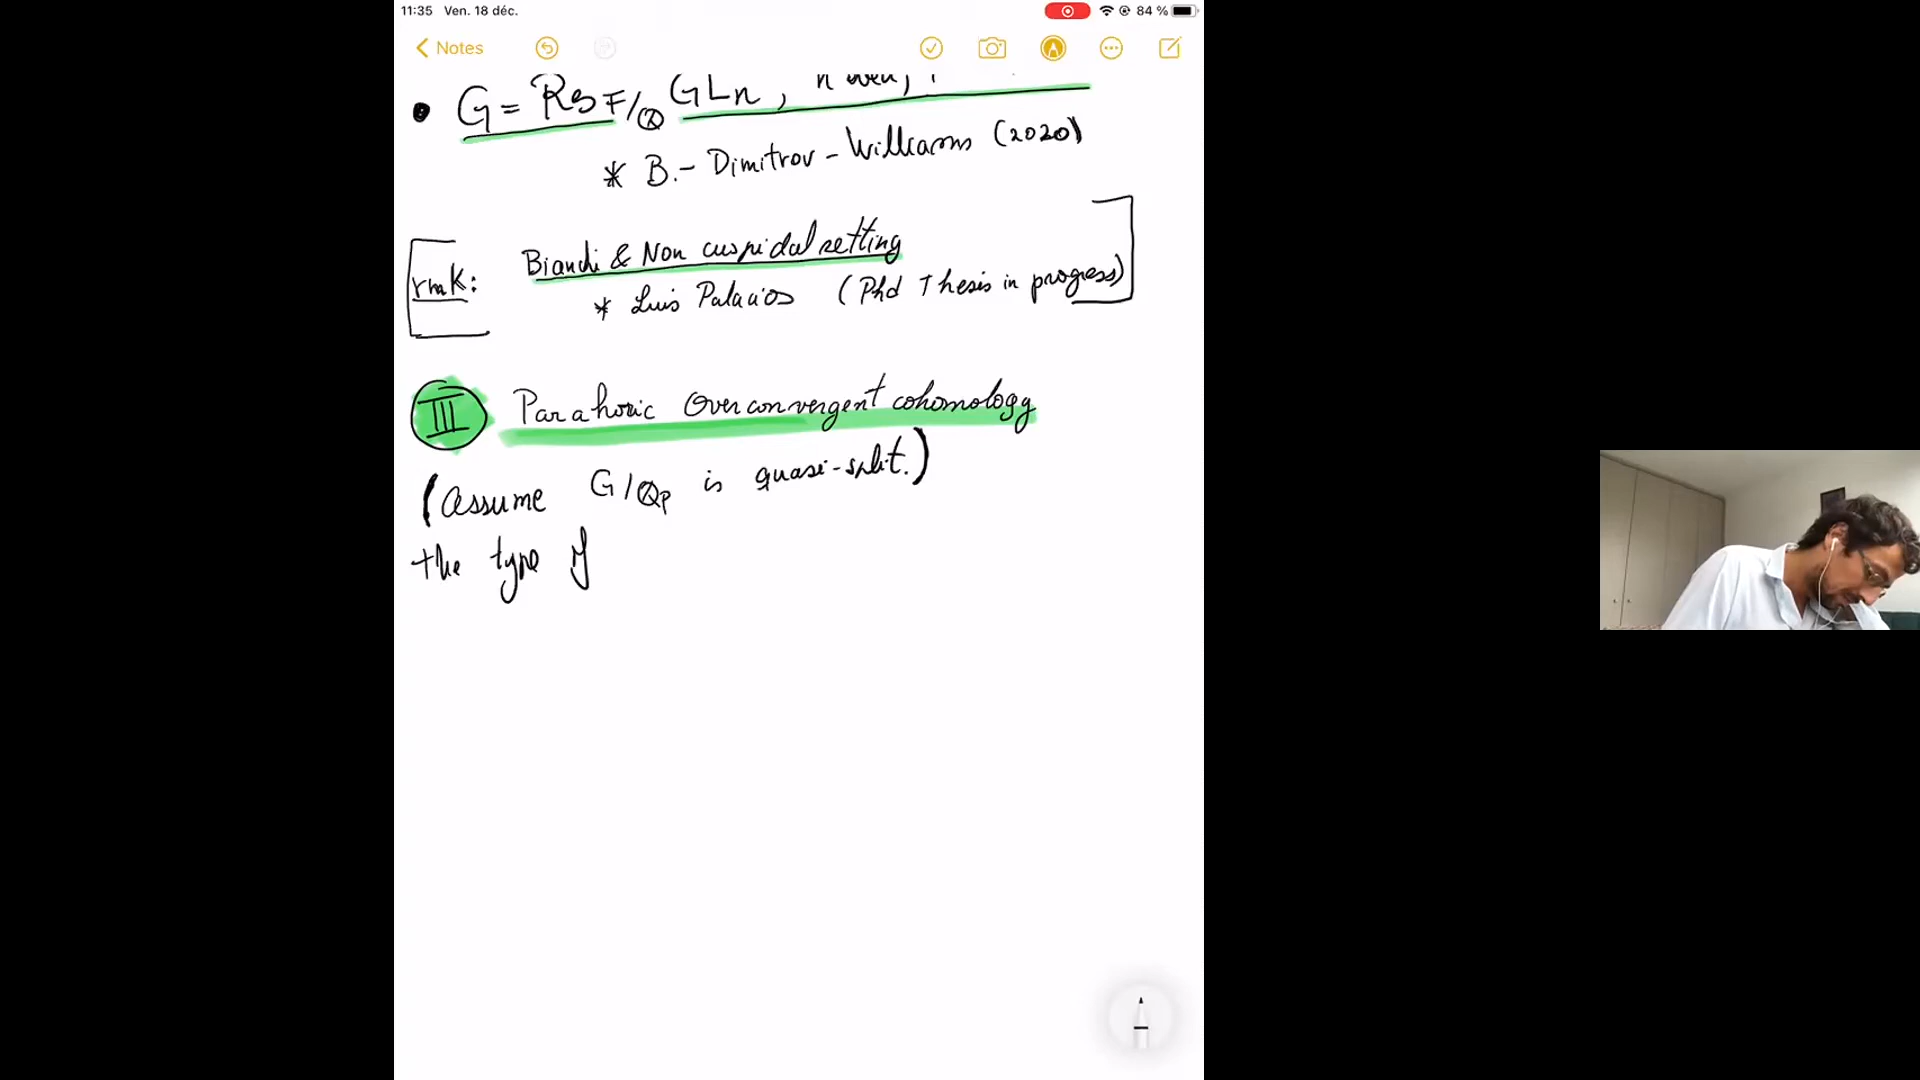 11:35 Ven. 18 déc. 84 %
Notes
• G = Res F/ℚ GLn , n
* B.- Dimitrov - Williams (2020)
rmk: Bianchi & Non cuspidal setting
* Luis Palacios (Phd Thesis in progress)
III Parahoric Overconvergent cohomology
(assume G/ℚp is quasi-split.)
the type of